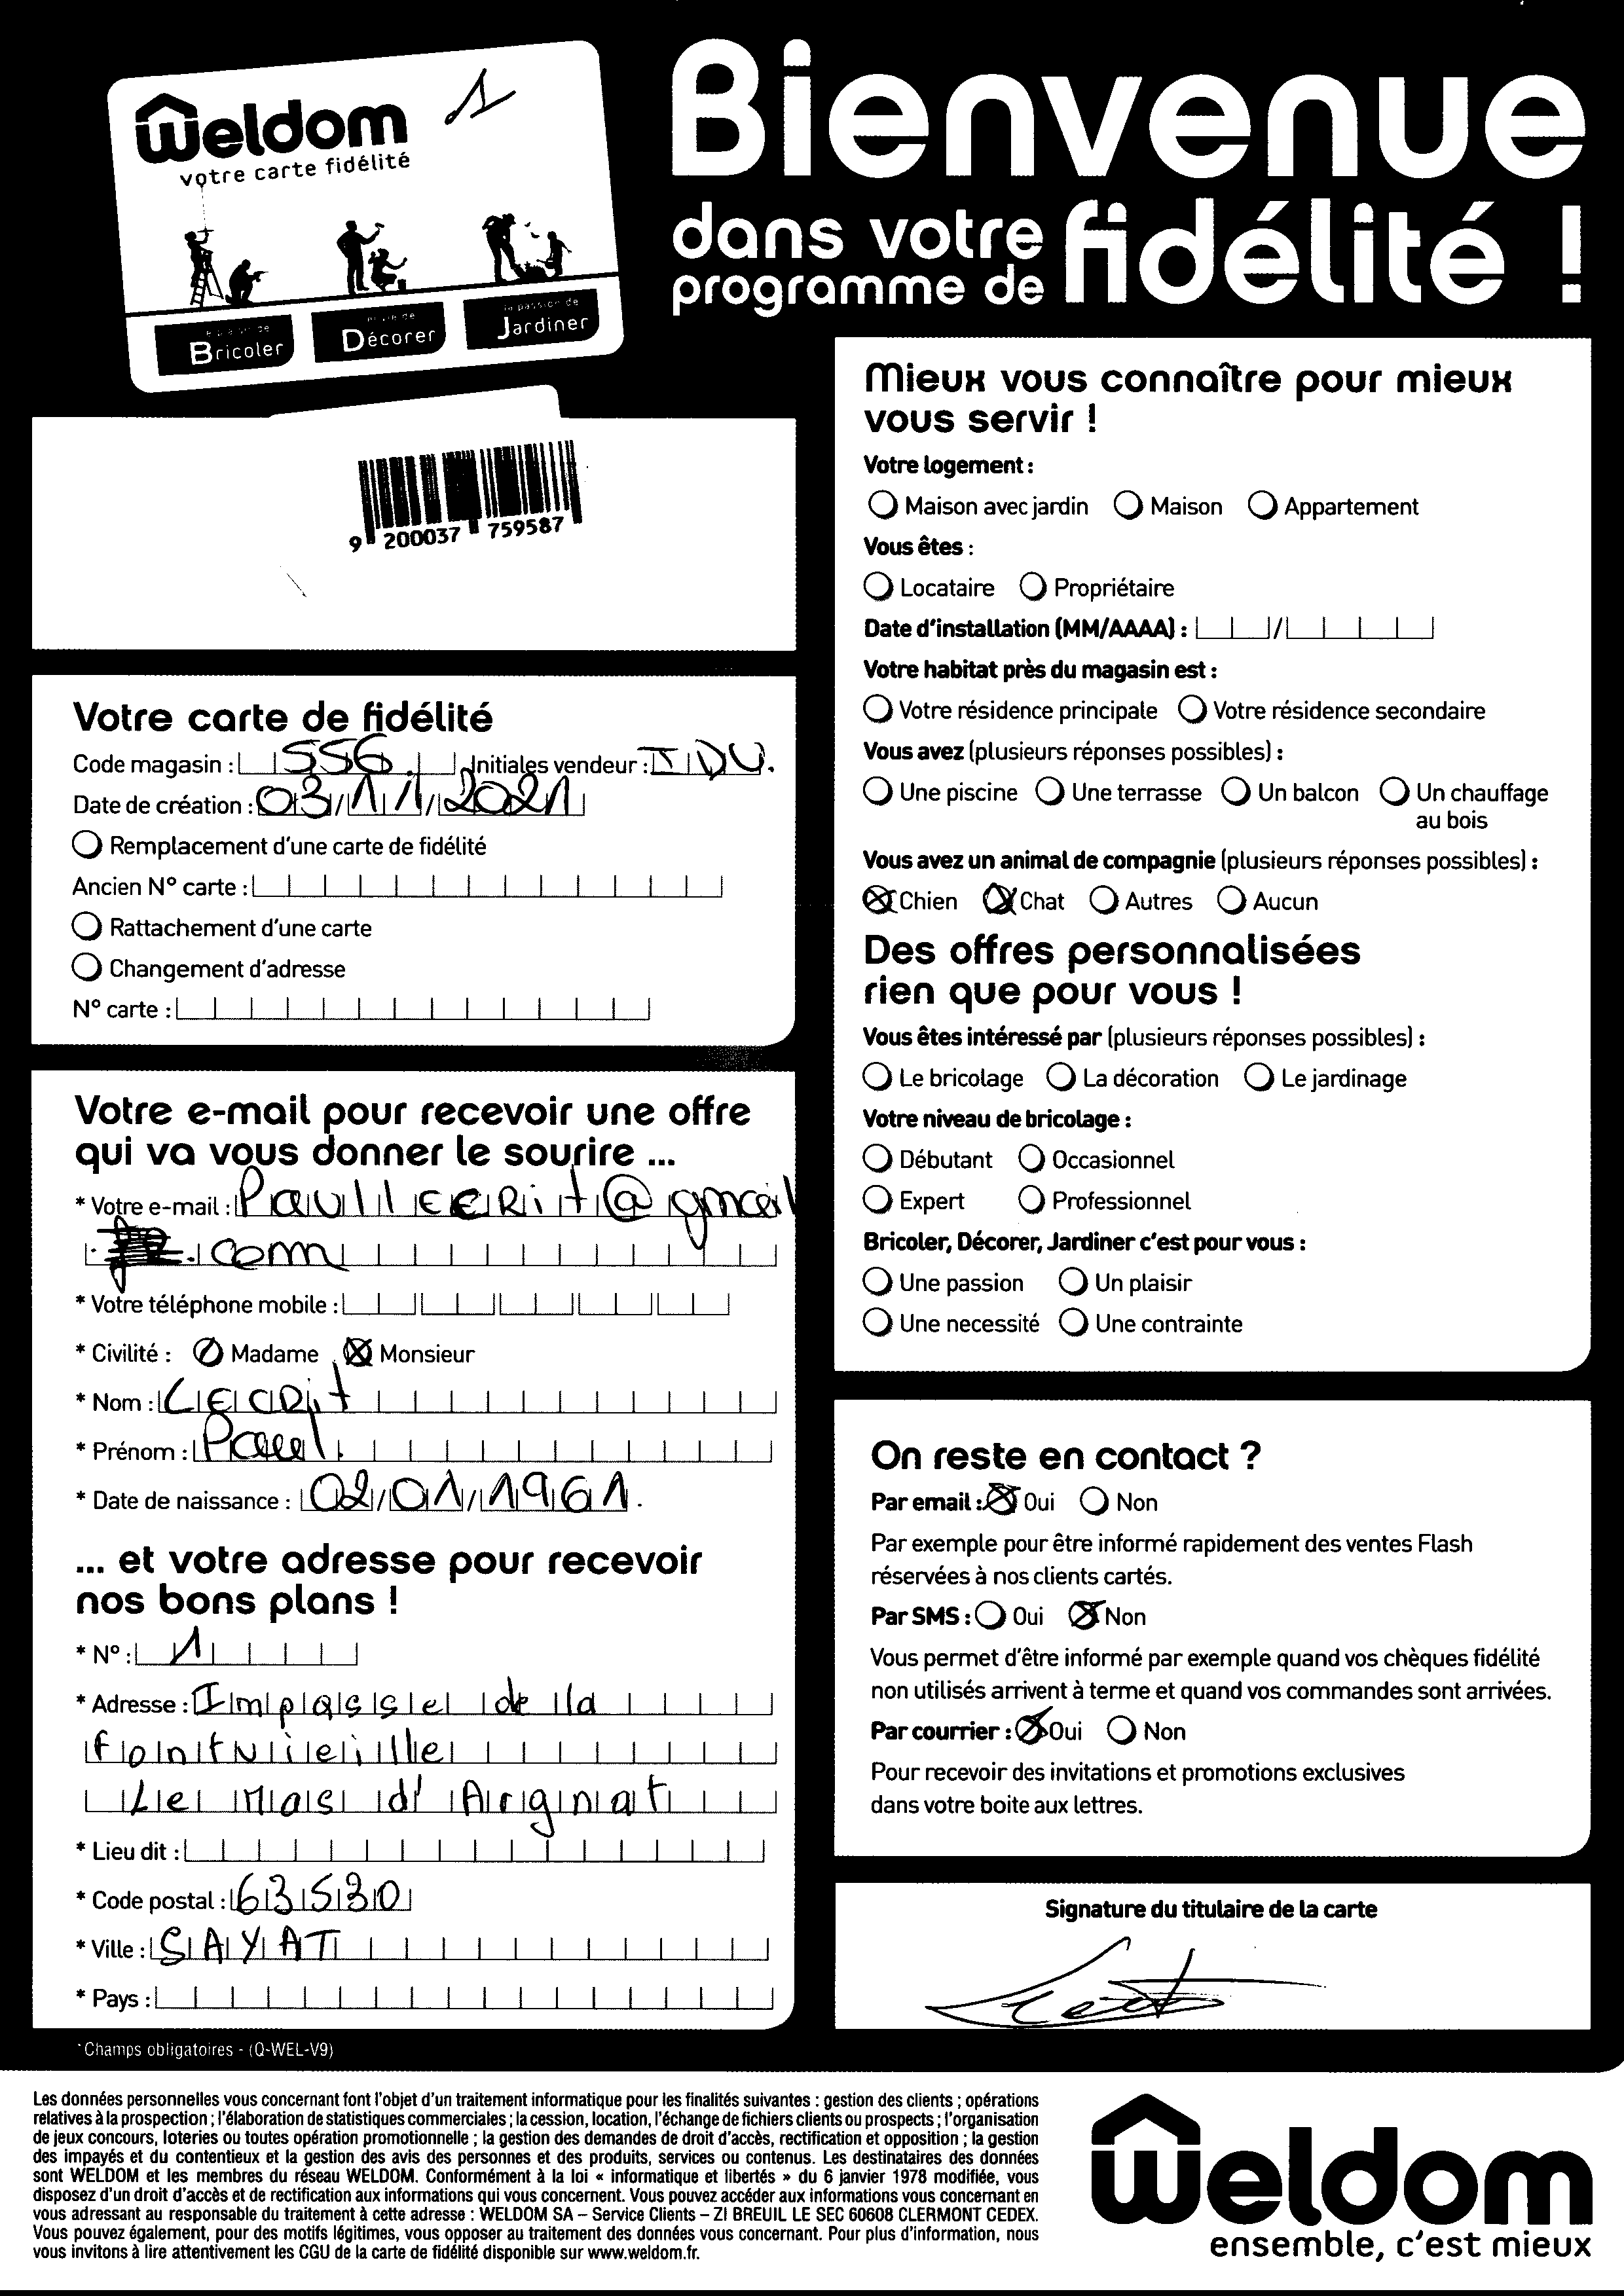 Weldom
votre carte fidélité
Bricoler
Décorer
Jardiner
Bienvenue
dans votre
programme de fidélité !
9 200037 759587
Votre carte de fidélité
Code magasin : 556 Initiales vendeur :
Date de création : 03/11/2021
Remplacement d'une carte de fidélité
Ancien N° carte :
Rattachement d'une carte
Changement d'adresse
N° carte :
Votre e-mail pour recevoir une offre
qui va vous donner le sourire ...
* Votre e-mail : Paullecrit@gmail
.com
* Votre téléphone mobile :
* Civilité : Madame Monsieur
* Nom : LECRit
* Prénom : Paul
* Date de naissance : 02/01/1961.
... et votre adresse pour recevoir
nos bons plans !
* N° : 1
* Adresse : Impasse de la
fontvieille
Le Mas d'Argnat
* Lieu dit :
* Code postal : 63530
* Ville : SAYAT
* Pays :
*Champs obligatoires - (Q-WEL-V9)
Mieux vous connaître pour mieux
vous servir !
Votre logement :
Maison avec jardin Maison Appartement
Vous êtes :
Locataire Propriétaire
Date d'installation (MM/AAAA) : /
Votre habitat près du magasin est :
Votre résidence principale Votre résidence secondaire
Vous avez (plusieurs réponses possibles) :
Une piscine Une terrasse Un balcon Un chauffage
au bois
Vous avez un animal de compagnie (plusieurs réponses possibles) :
Chien Chat Autres Aucun
Des offres personnalisées
rien que pour vous !
Vous êtes intéressé par (plusieurs réponses possibles) :
Le bricolage La décoration Le jardinage
Votre niveau de bricolage :
Débutant Occasionnel
Expert Professionnel
Bricoler, Décorer, Jardiner c'est pour vous :
Une passion Un plaisir
Une necessité Une contrainte
On reste en contact ?
Par email : Oui Non
Par exemple pour être informé rapidement des ventes Flash
réservées à nos clients cartés.
Par SMS : Oui Non
Vous permet d'être informé par exemple quand vos chèques fidélité
non utilisés arrivent à terme et quand vos commandes sont arrivées.
Par courrier : Oui Non
Pour recevoir des invitations et promotions exclusives
dans votre boite aux lettres.
Signature du titulaire de la carte
Les données personnelles vous concernant font l'objet d'un traitement informatique pour les finalités suivantes : gestion des clients ; opérations
relatives à la prospection ; l'élaboration de statistiques commerciales ; la cession, location, l'échange de fichiers clients ou prospects ; l'organisation
de jeux concours, loteries ou toutes opération promotionnelle ; la gestion des demandes de droit d'accès, rectification et opposition ; la gestion
des impayés et du contentieux et la gestion des avis des personnes et des produits, services ou contenus. Les destinataires des données
sont WELDOM et les membres du réseau WELDOM. Conformément à la loi « informatique et libertés » du 6 janvier 1978 modifiée, vous
disposez d'un droit d'accès et de rectification aux informations qui vous concernent. Vous pouvez accéder aux informations vous concernant en
vous adressant au responsable du traitement à cette adresse : WELDOM SA – Service Clients – ZI BREUIL LE SEC 60608 CLERMONT CEDEX.
Vous pouvez également, pour des motifs légitimes, vous opposer au traitement des données vous concernant. Pour plus d'information, nous
vous invitons à lire attentivement les CGU de la carte de fidélité disponible sur www.weldom.fr.
Weldom
ensemble, c'est mieux